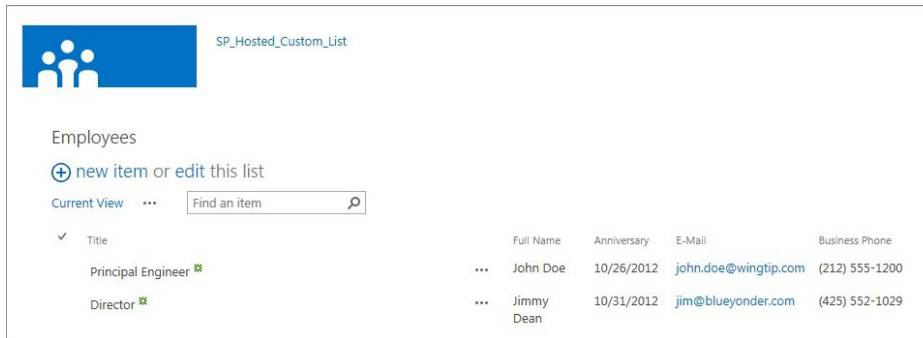 SP_Hosted_Custom_List
Employees
new item or edit this list
Current View ... Find an item
Title Full Name Anniversary E-Mail Business Phone
Principal Engineer ... John Doe 10/26/2012 john.doe@wingtip.com (212) 555-1200
Director ... Jimmy Dean 10/31/2012 jim@blueyonder.com (425) 552-1029